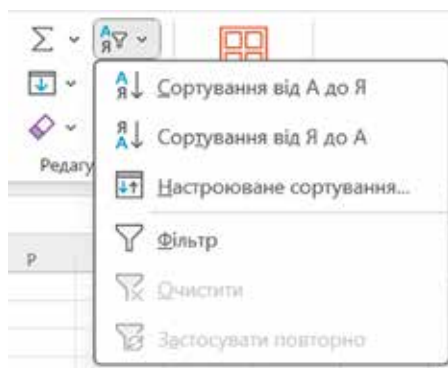 Сортування від А до Я
Сортування від Я до А
Настроюване сортування...
Фільтр
Очистити
Застосувати повторно
Редагу
P